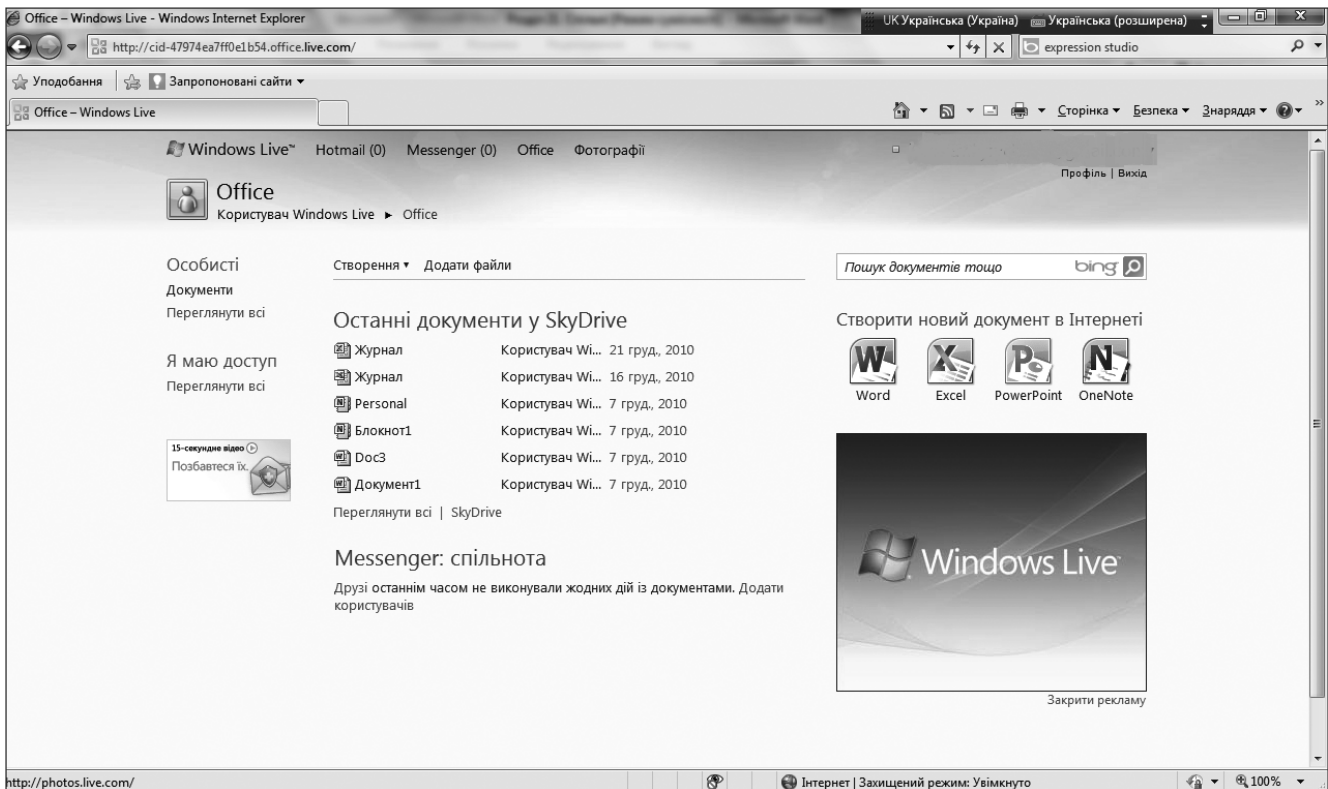 Office – Windows Live - Windows Internet Explorer
UK Українська (Україна) Українська (розширена)
http://cid-47974ea7ff0e1b54.office.live.com/
expression studio
Уподобання
Запропоновані сайти
Office – Windows Live
Сторінка Безпека Знаряддя
Windows Live™ Hotmail (0) Messenger (0) Office Фотографії
Профіль | Вихід
Office
Користувач Windows Live ► Office
Особисті
Документи
Переглянути всі
Я маю доступ
Переглянути всі
15-секундне відео
Позбавтеся їх.
Створення ▾ Додати файли
Останні документи у SkyDrive
Журнал Користувач Wi... 21 груд., 2010
Журнал Користувач Wi... 16 груд., 2010
Personal Користувач Wi... 7 груд., 2010
Блокнот1 Користувач Wi... 7 груд., 2010
Doc3 Користувач Wi... 7 груд., 2010
Документ1 Користувач Wi... 7 груд., 2010
Переглянути всі | SkyDrive
Messenger: спільнота
Друзі останнім часом не виконували жодних дій із документами. Додати
користувачів
Пошук документів тощо bing
Створити новий документ в Інтернеті
Word Excel PowerPoint OneNote
Windows Live
Закрити рекламу
http://photos.live.com/
Інтернет | Захищений режим: Увімкнуто
100%